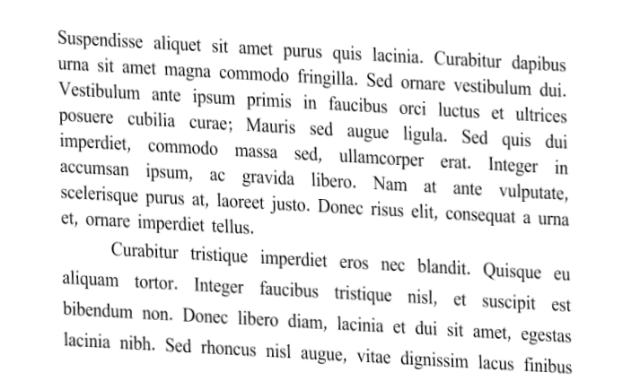 Suspendisse aliquet sit amet purus quis lacinia. Curabitur dapibus
urna sit amet magna commodo fringilla. Sed ornare vestibulum dui.
Vestibulum ante ipsum primis in faucibus orci luctus et ultrices
posuere cubilia curae; Mauris sed augue ligula. Sed quis dui
imperdiet, commodo massa sed, ullamcorper erat. Integer in
accumsan ipsum, ac gravida libero. Nam at ante vulputate,
scelerisque purus at, laoreet justo. Donec risus elit, consequat a urna
et, ornare imperdiet tellus.
Curabitur tristique imperdiet eros nec blandit. Quisque eu
aliquam tortor. Integer faucibus tristique nisl, et suscipit est
bibendum non. Donec libero diam, lacinia et dui sit amet, egestas
lacinia nibh. Sed rhoncus nisl augue, vitae dignissim lacus finibus